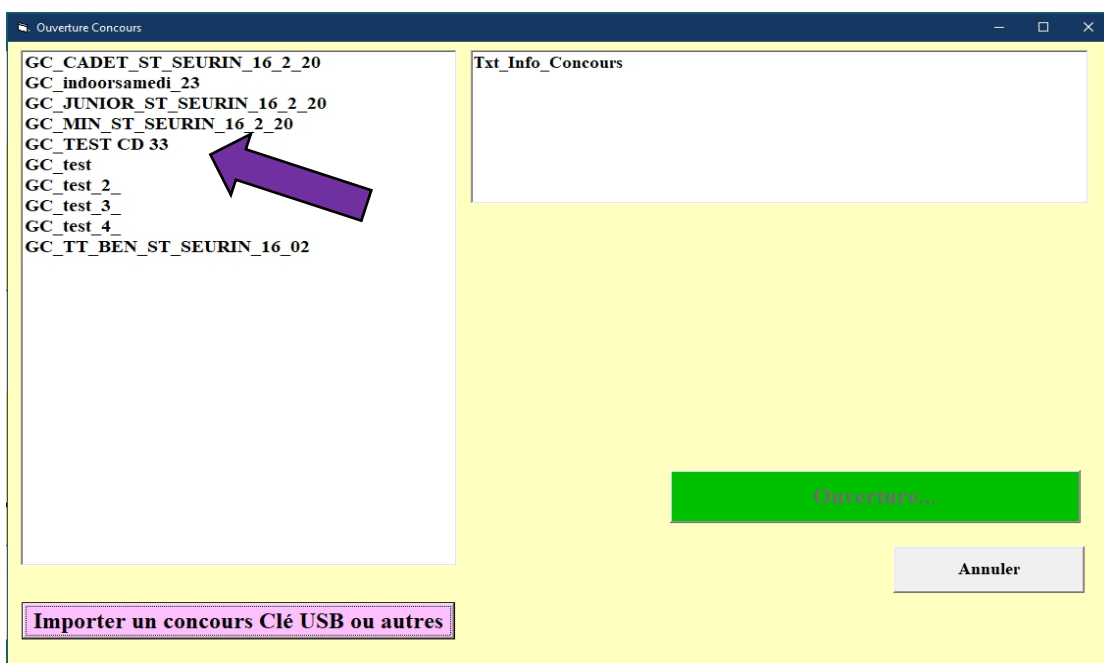 Ouverture Concours
GC_CADET_ST_SEURIN_16_2_20
GC_indoorsamedi_23
GC_JUNIOR_ST_SEURIN_16_2_20
GC_MIN_ST_SEURIN_16_2_20
GC_TEST CD 33
GC_test
GC_test_2_
GC_test_3_
GC_test_4_
GC_TT_BEN_ST_SEURIN_16_02
Txt_Info_Concours
Ouverture...
Annuler
Importer un concours Clé USB ou autres